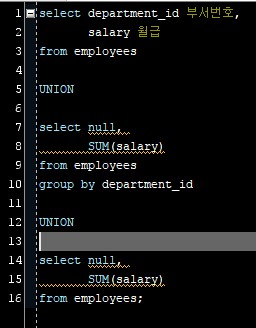 1 select department_id 부서번호,
2 salary 월급
3 from employees
4
5 UNION
6
7 select null,
8 SUM(salary)
9 from employees
10 group by department_id
11
12 UNION
13
14 select null,
15 SUM(salary)
16 from employees;